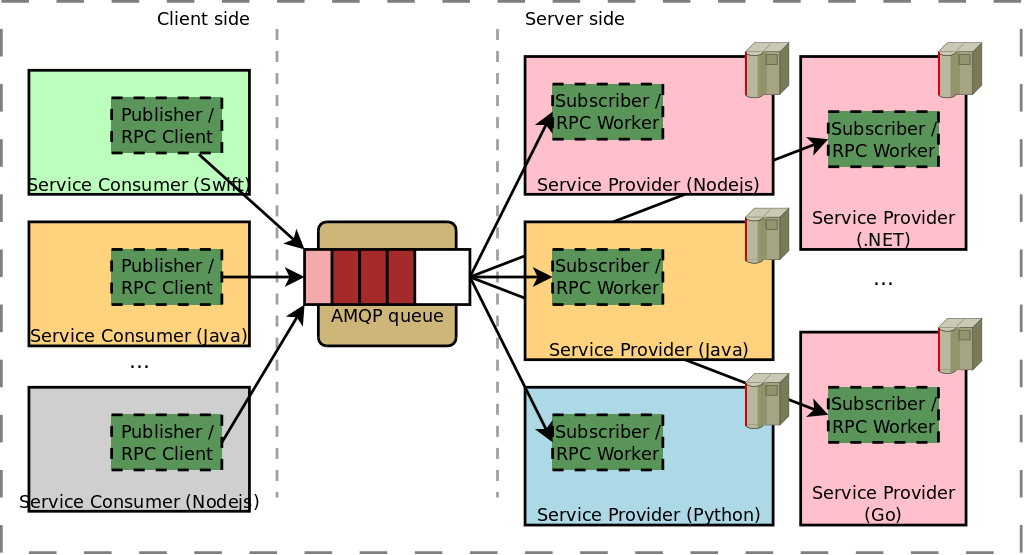 Client side
Server side
Publisher /
RPC Client
Service Consumer (Swift)
Publisher /
RPC Client
Service Consumer (Java)
...
Publisher /
RPC Client
Service Consumer (Nodejs)
AMQP queue
Subscriber /
RPC Worker
Service Provider (Nodejs)
Subscriber /
RPC Worker
Service Provider
(.NET)
Subscriber /
RPC Worker
Service Provider (Java)
...
Subscriber /
RPC Worker
Service Provider (Python)
Subscriber /
RPC Worker
Service Provider
(Go)